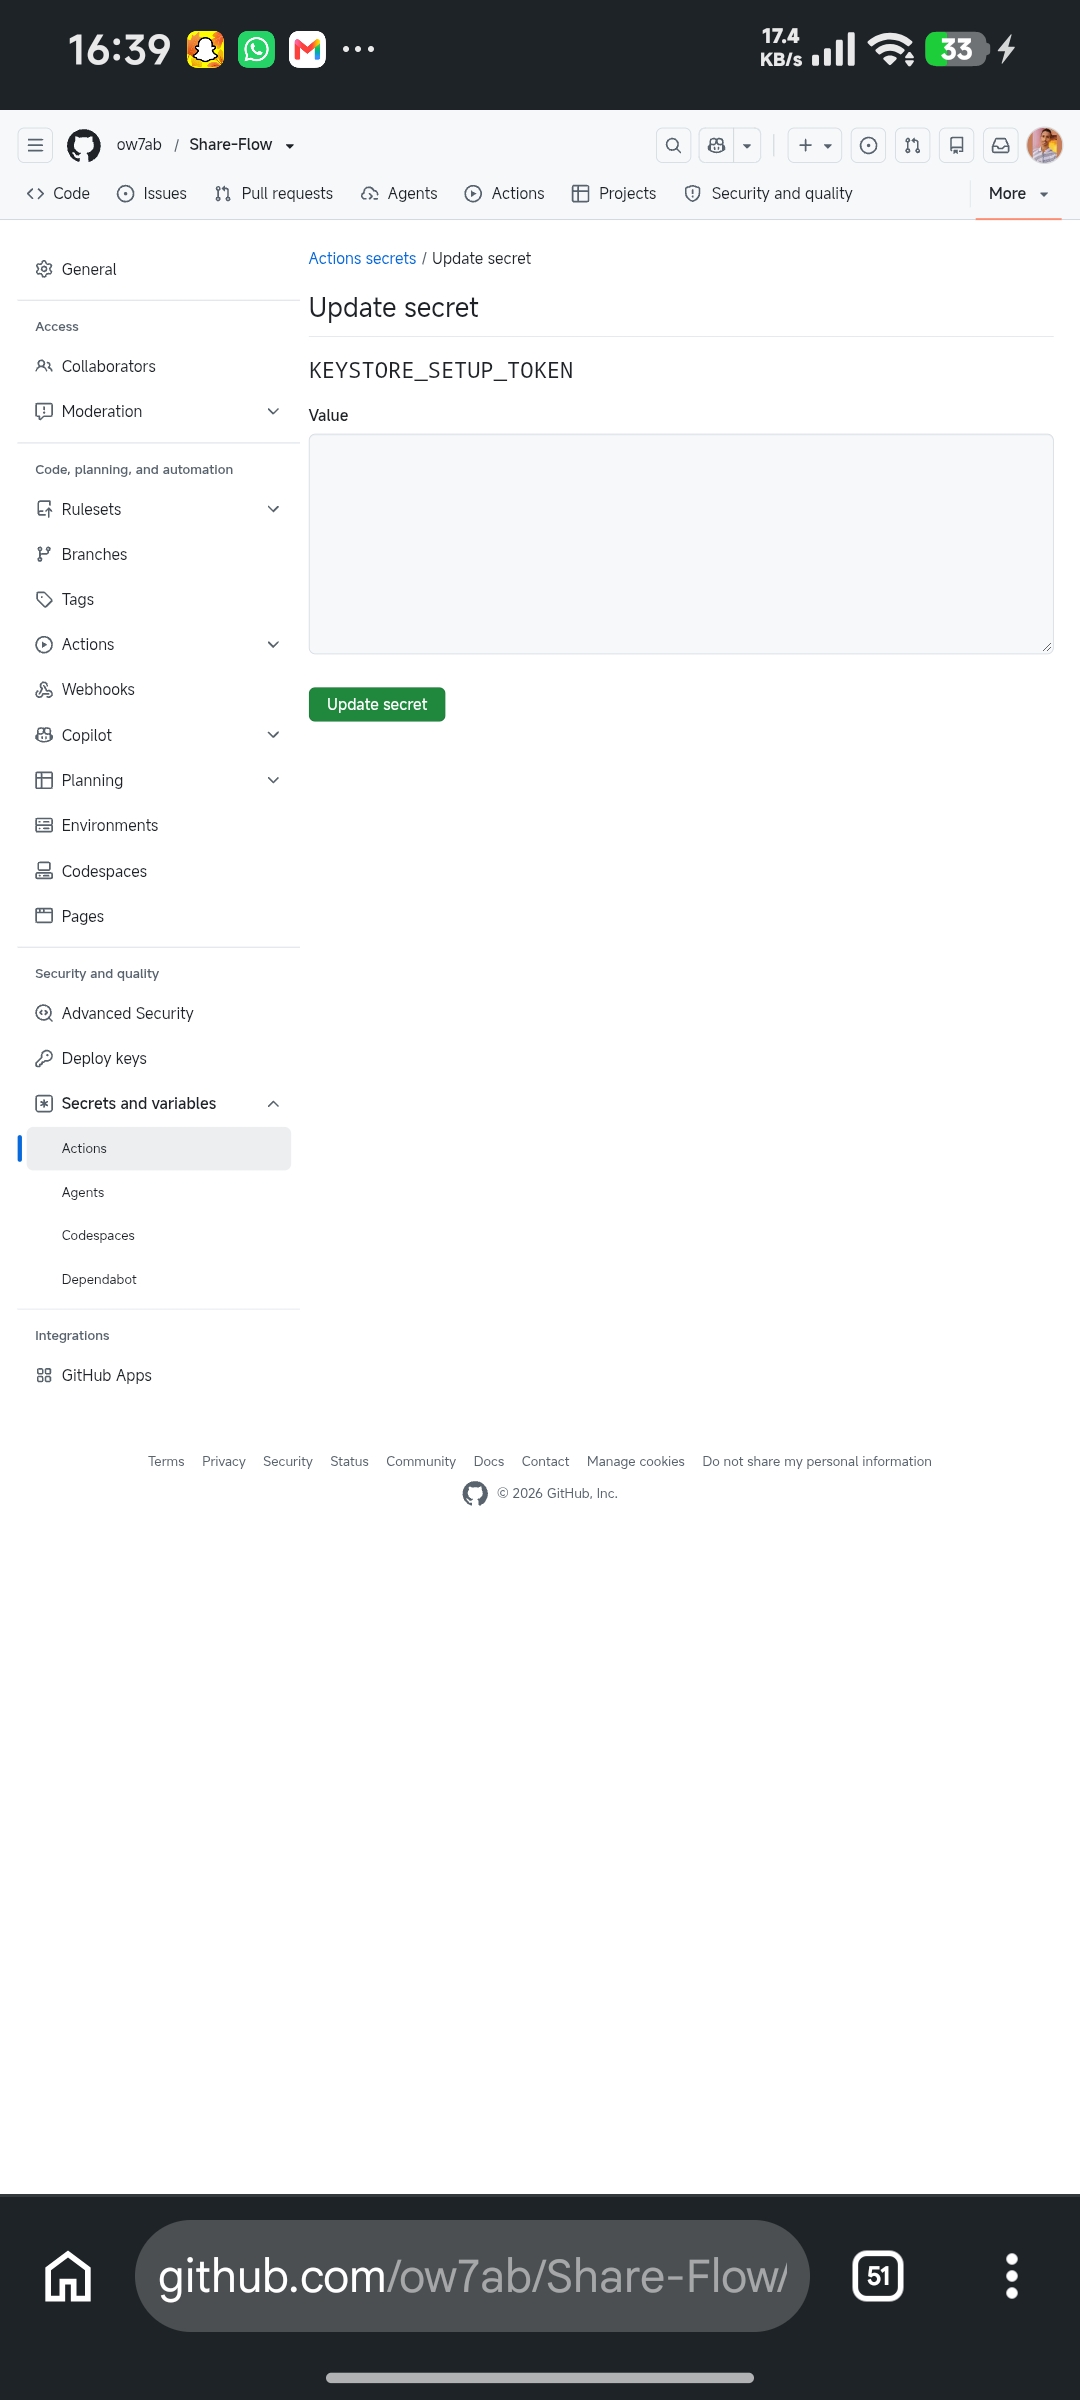 16:39
17.4
KB/s
33
ow7ab / Share-Flow
Code
Issues
Pull requests
Agents
Actions
Projects
Security and quality
More
General
Access
Collaborators
Moderation
Code, planning, and automation
Rulesets
Branches
Tags
Actions
Webhooks
Copilot
Planning
Environments
Codespaces
Pages
Security and quality
Advanced Security
Deploy keys
Secrets and variables
Actions
Agents
Codespaces
Dependabot
Integrations
GitHub Apps
Actions secrets / Update secret
Update secret
KEYSTORE_SETUP_TOKEN
Value
Update secret
Terms Privacy Security Status Community Docs Contact Manage cookies Do not share my personal information
© 2026 GitHub, Inc.
github.com/ow7ab/Share-Flow/
51